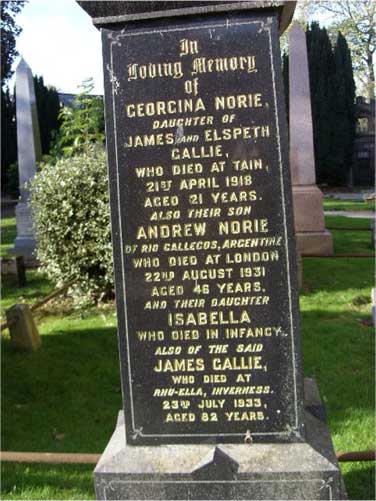 In
Loving Memory
OF
GEORGINA NORIE,
DAUGHTER OF
JAMES AND ELSPETH
GALLIE,
WHO DIED AT TAIN,
21ST APRIL 1918
AGED 21 YEARS.
ALSO THEIR SON
ANDREW NORIE
OF RIO GALLECOS, ARGENTINE
WHO DIED AT LONDON
22ND AUGUST 1931
AGED 46 YEARS.
AND THEIR DAUGHTER
ISABELLA
WHO DIED IN INFANCY.
ALSO OF THE SAID
JAMES GALLIE,
WHO DIED AT
RHU-ELLA, INVERNESS.
23RD JULY 1933,
AGED 82 YEARS.